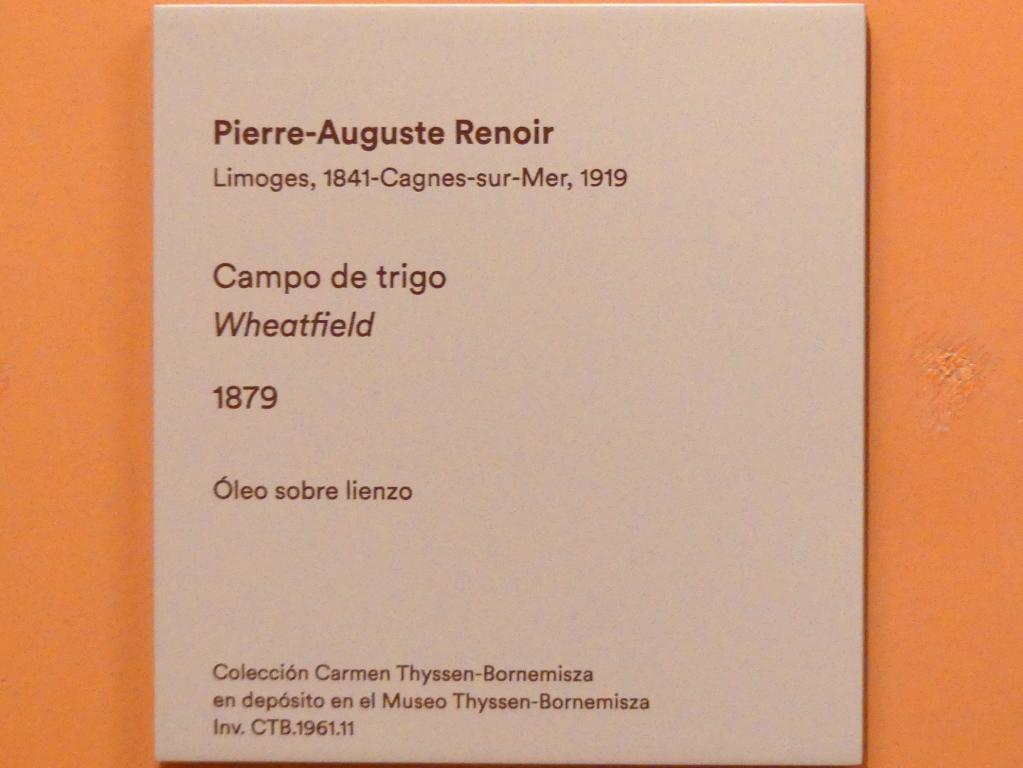 Pierre-Auguste Renoir
Limoges, 1841-Cagnes-sur-Mer, 1919
Campo de trigo
Wheatfield
1879
Óleo sobre lienzo
Colección Carmen Thyssen-Bornemisza
en depósito en el Museo Thyssen-Bornemisza
Inv. CTB.1961.11